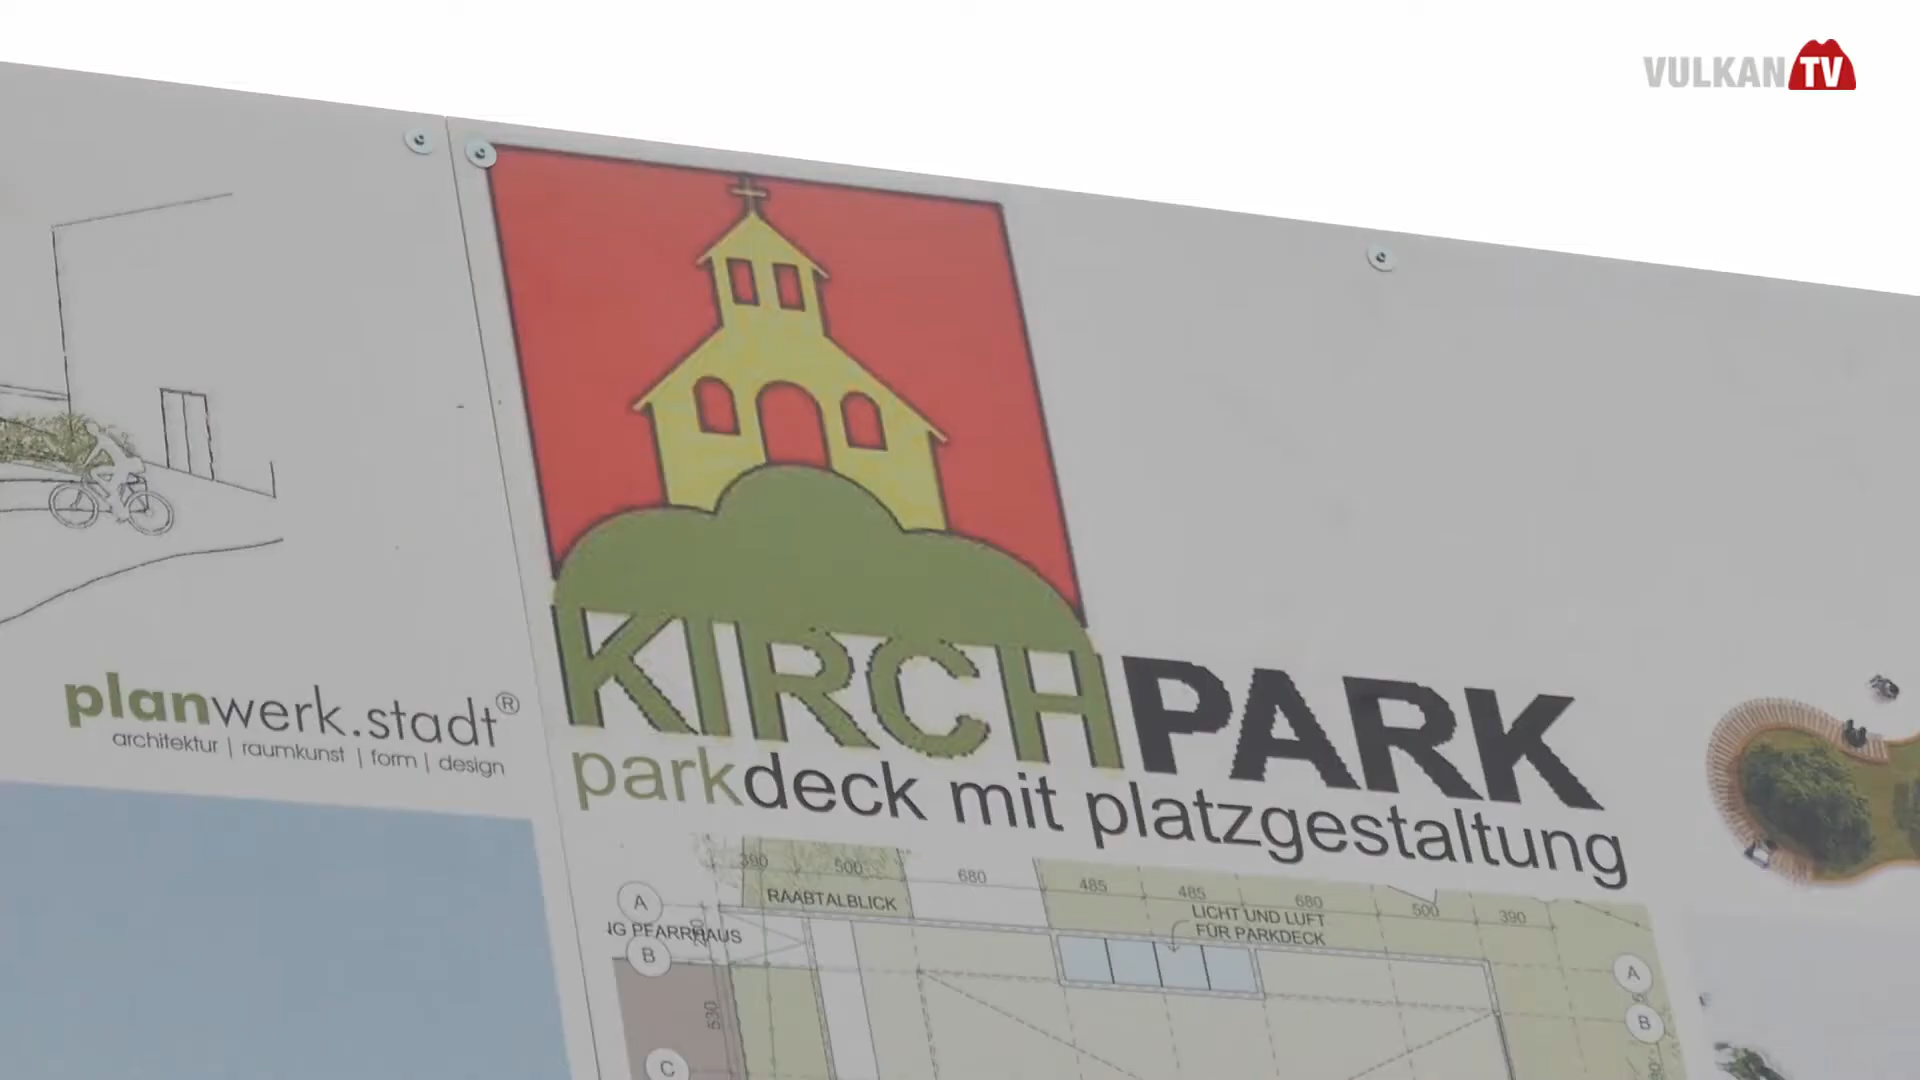 VULKAN TV
planwerk.stadt®
architektur | raumkunst | form | design
KIRCHPARK
parkdeck mit platzgestaltung
390 500 680 485 485 680 500 390
RAABTALBLICK
LICHT UND LUFT
FÜR PARKDECK
A
PFARRHAUS
B
530
C
A
B